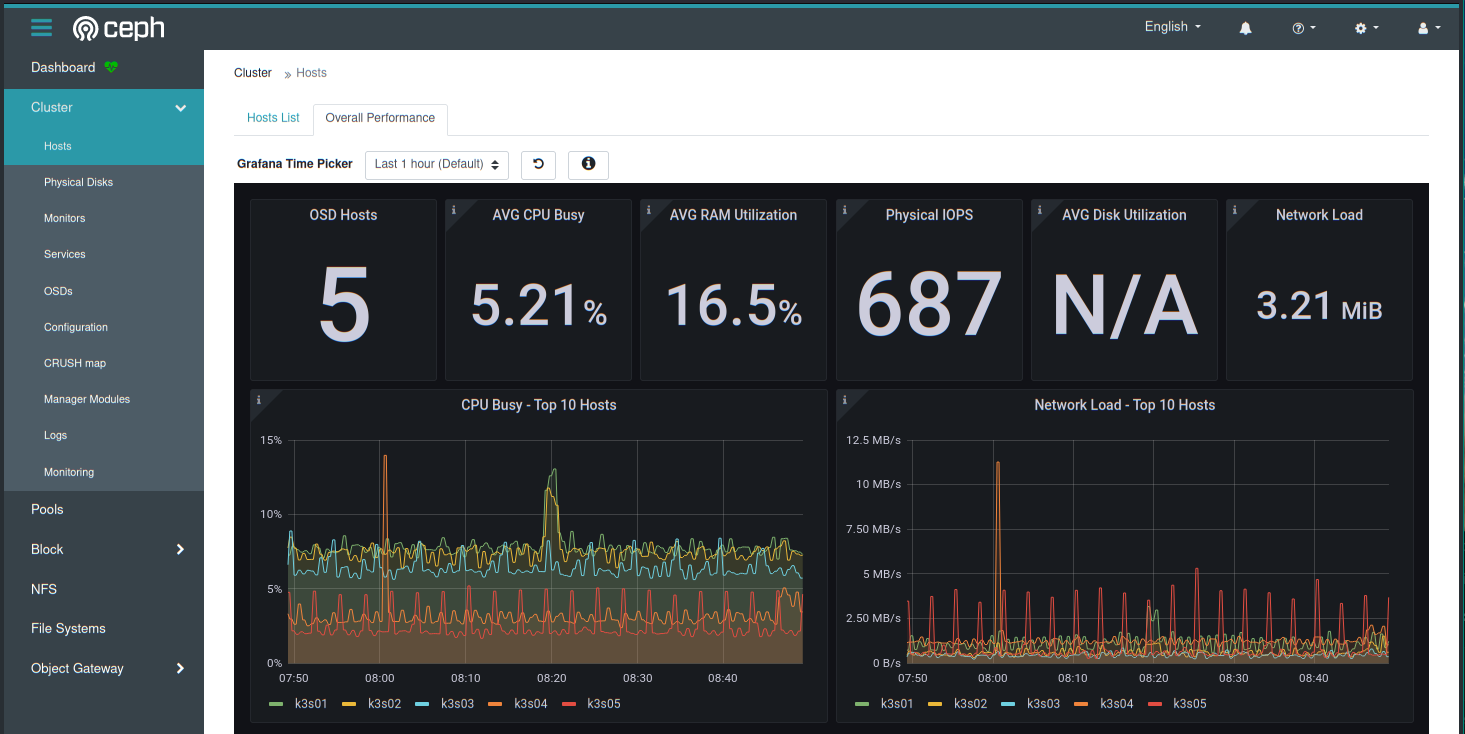 ceph
English
Dashboard
Cluster
Hosts
Physical Disks
Monitors
Services
OSDs
Configuration
CRUSH map
Manager Modules
Logs
Monitoring
Pools
Block
NFS
File Systems
Object Gateway
Cluster » Hosts
Hosts List Overall Performance
Grafana Time Picker Last 1 hour (Default)
OSD Hosts
5
AVG CPU Busy
5.21%
AVG RAM Utilization
16.5%
Physical IOPS
687
AVG Disk Utilization
N/A
Network Load
3.21 MiB
CPU Busy - Top 10 Hosts
15%
10%
5%
0%
07:50 08:00 08:10 08:20 08:30 08:40
k3s01 k3s02 k3s03 k3s04 k3s05
Network Load - Top 10 Hosts
12.5 MB/s
10 MB/s
7.50 MB/s
5 MB/s
2.50 MB/s
0 B/s
07:50 08:00 08:10 08:20 08:30 08:40
k3s01 k3s02 k3s03 k3s04 k3s05